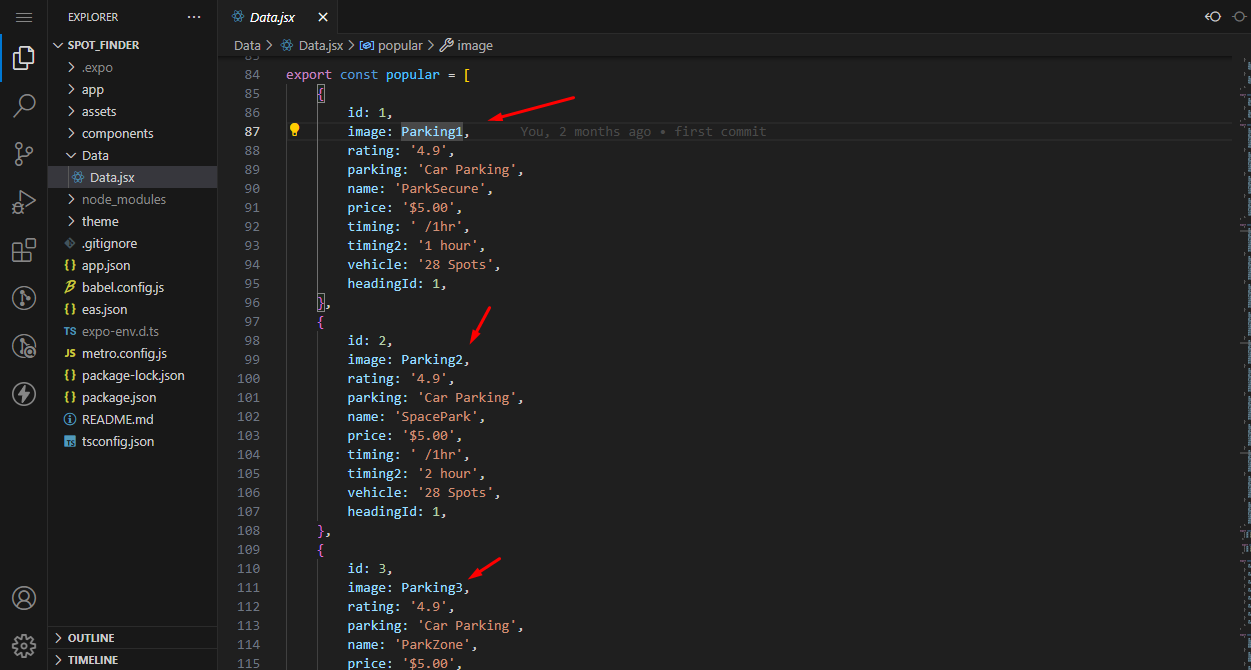 EXPLORER
Data.jsx
SPOT_FINDER
.expo
app
assets
components
Data
Data.jsx
node_modules
theme
.gitignore
{} app.json
babel.config.js
{} eas.json
TS expo-env.d.ts
JS metro.config.js
{} package-lock.json
{} package.json
README.md
TS tsconfig.json
OUTLINE
TIMELINE
Data > Data.jsx > popular > image
84 export const popular = [
85 {
86 id: 1,
87 image: Parking1, You, 2 months ago • first commit
88 rating: '4.9',
89 parking: 'Car Parking',
90 name: 'ParkSecure',
91 price: '$5.00',
92 timing: ' /1hr',
93 timing2: '1 hour',
94 vehicle: '28 Spots',
95 headingId: 1,
96 },
97 {
98 id: 2,
99 image: Parking2,
100 rating: '4.9',
101 parking: 'Car Parking',
102 name: 'SpacePark',
103 price: '$5.00',
104 timing: ' /1hr',
105 timing2: '2 hour',
106 vehicle: '28 Spots',
107 headingId: 1,
108 },
109 {
110 id: 3,
111 image: Parking3,
112 rating: '4.9',
113 parking: 'Car Parking',
114 name: 'ParkZone',
115 price: '$5.00',